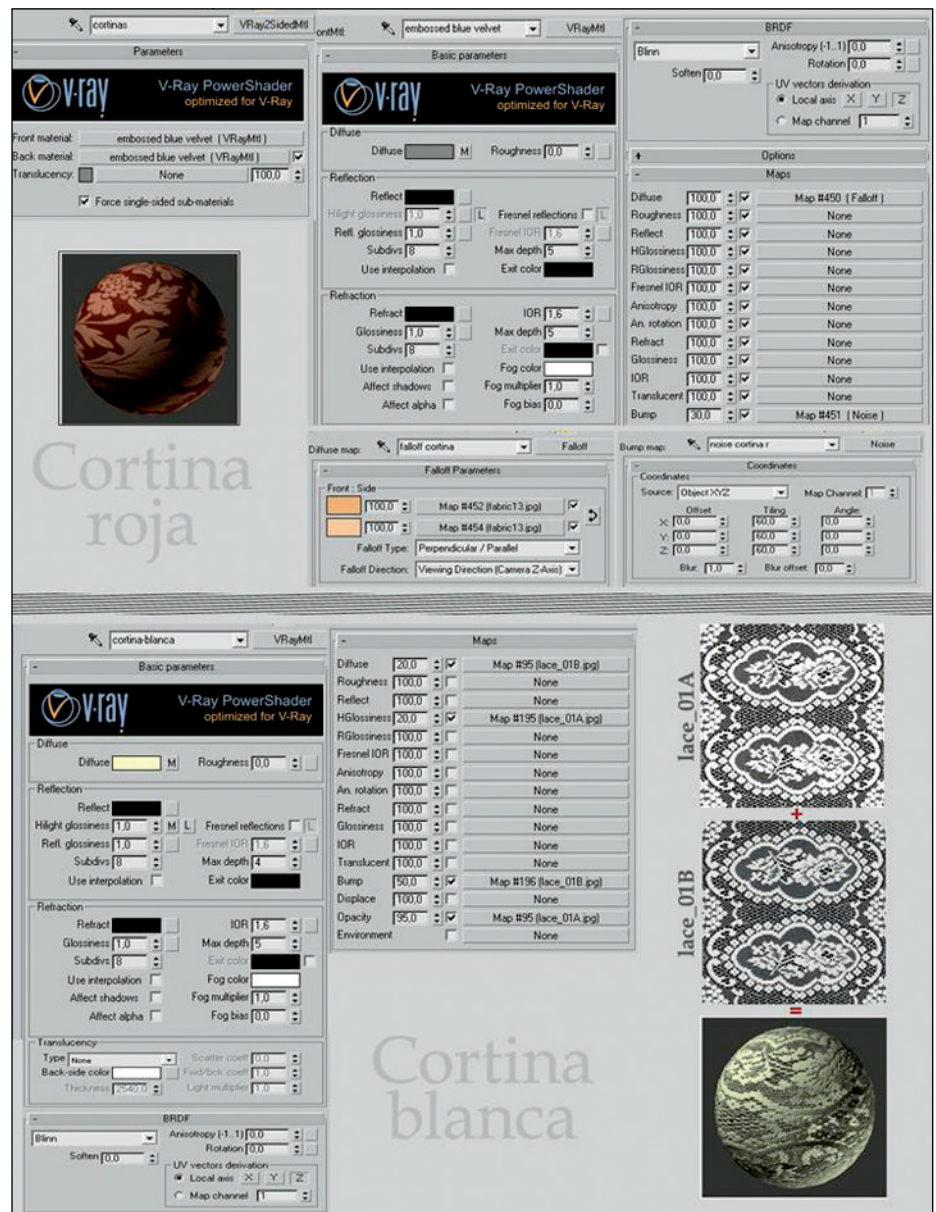 cortinas VRay2SidedMtl
Parameters
V·ray V-Ray PowerShader
optimized for V-Ray
Front material: embossed blue velvet ( VRayMtl )
Back material: embossed blue velvet ( VRayMtl )
Translucency: None 100,0
Force single-sided sub-materials
Cortina
roja
ontMtl: embossed blue velvet VRayMtl
Basic parameters
V·ray V-Ray PowerShader
optimized for V-Ray
Diffuse
Diffuse M Roughness 0,0
Reflection
Reflect
Hilight glossiness 1,0 L Fresnel reflections L
Refl. glossiness 1,0 Fresnel IOR 1,6
Subdivs 8 Max depth 5
Use interpolation Exit color
Refraction
Refract IOR 1,6
Glossiness 1,0 Max depth 5
Subdivs 8 Exit color
Use interpolation Fog color
Affect shadows Fog multiplier 1,0
Affect alpha Fog bias 0,0
BRDF
Blinn Anisotropy (-1..1) 0,0
Rotation 0,0
Soften 0,0
UV vectors derivation
Local axis X Y Z
Map channel 1
Options
Maps
Diffuse 100,0 Map #450 ( Falloff )
Roughness 100,0 None
Reflect 100,0 None
HGlossiness 100,0 None
RGlossiness 100,0 None
Fresnel IOR 100,0 None
Anisotropy 100,0 None
An. rotation 100,0 None
Refract 100,0 None
Glossiness 100,0 None
IOR 100,0 None
Translucent 100,0 None
Bump 30,0 Map #451 ( Noise )
Diffuse map: falloff cortina Falloff
Falloff Parameters
Front : Side
100,0 Map #452 (fabric13.jpg)
100,0 Map #454 (fabric13.jpg)
Falloff Type: Perpendicular / Parallel
Falloff Direction: Viewing Direction (Camera Z-Axis)
Bump map: noise cortina r Noise
Coordinates
Coordinates
Source: Object XYZ Map Channel: 1
Offset Tiling Angle:
X: 0,0 60,0 0,0
Y: 0,0 60,0 0,0
Z: 0,0 60,0 0,0
Blur: 1,0 Blur offset: 0,0
cortina-blanca VRayMtl
Basic parameters
V·ray V-Ray PowerShader
optimized for V-Ray
Diffuse
Diffuse M Roughness 0,0
Reflection
Reflect
Hilight glossiness 1,0 M L Fresnel reflections L
Refl. glossiness 1,0 Fresnel IOR 1,6
Subdivs 8 Max depth 4
Use interpolation Exit color
Refraction
Refract IOR 1,6
Glossiness 1,0 Max depth 5
Subdivs 8 Exit color
Use interpolation Fog color
Affect shadows Fog multiplier 1,0
Affect alpha Fog bias 0,0
Translucency
Type None Scatter coeff 0,0
Back-side color Fwd/bck coeff 1,0
Thickness 2540,0 Light multiplier 1,0
BRDF
Blinn Anisotropy (-1..1) 0,0
Rotation 0,0
Soften 0,0
UV vectors derivation
Local axis X Y Z
Map channel 1
Maps
Diffuse 20,0 Map #95 (lace_01B.jpg)
Roughness 100,0 None
Reflect 100,0 None
HGlossiness 20,0 Map #195 (lace_01A.jpg)
RGlossiness 100,0 None
Fresnel IOR 100,0 None
Anisotropy 100,0 None
An. rotation 100,0 None
Refract 100,0 None
Glossiness 100,0 None
IOR 100,0 None
Translucent 100,0 None
Bump 50,0 Map #196 (lace_01B.jpg)
Displace 100,0 None
Opacity 95,0 Map #95 (lace_01A.jpg)
Environment None
Cortina
blanca
lace_01A
+
lace_01B
=